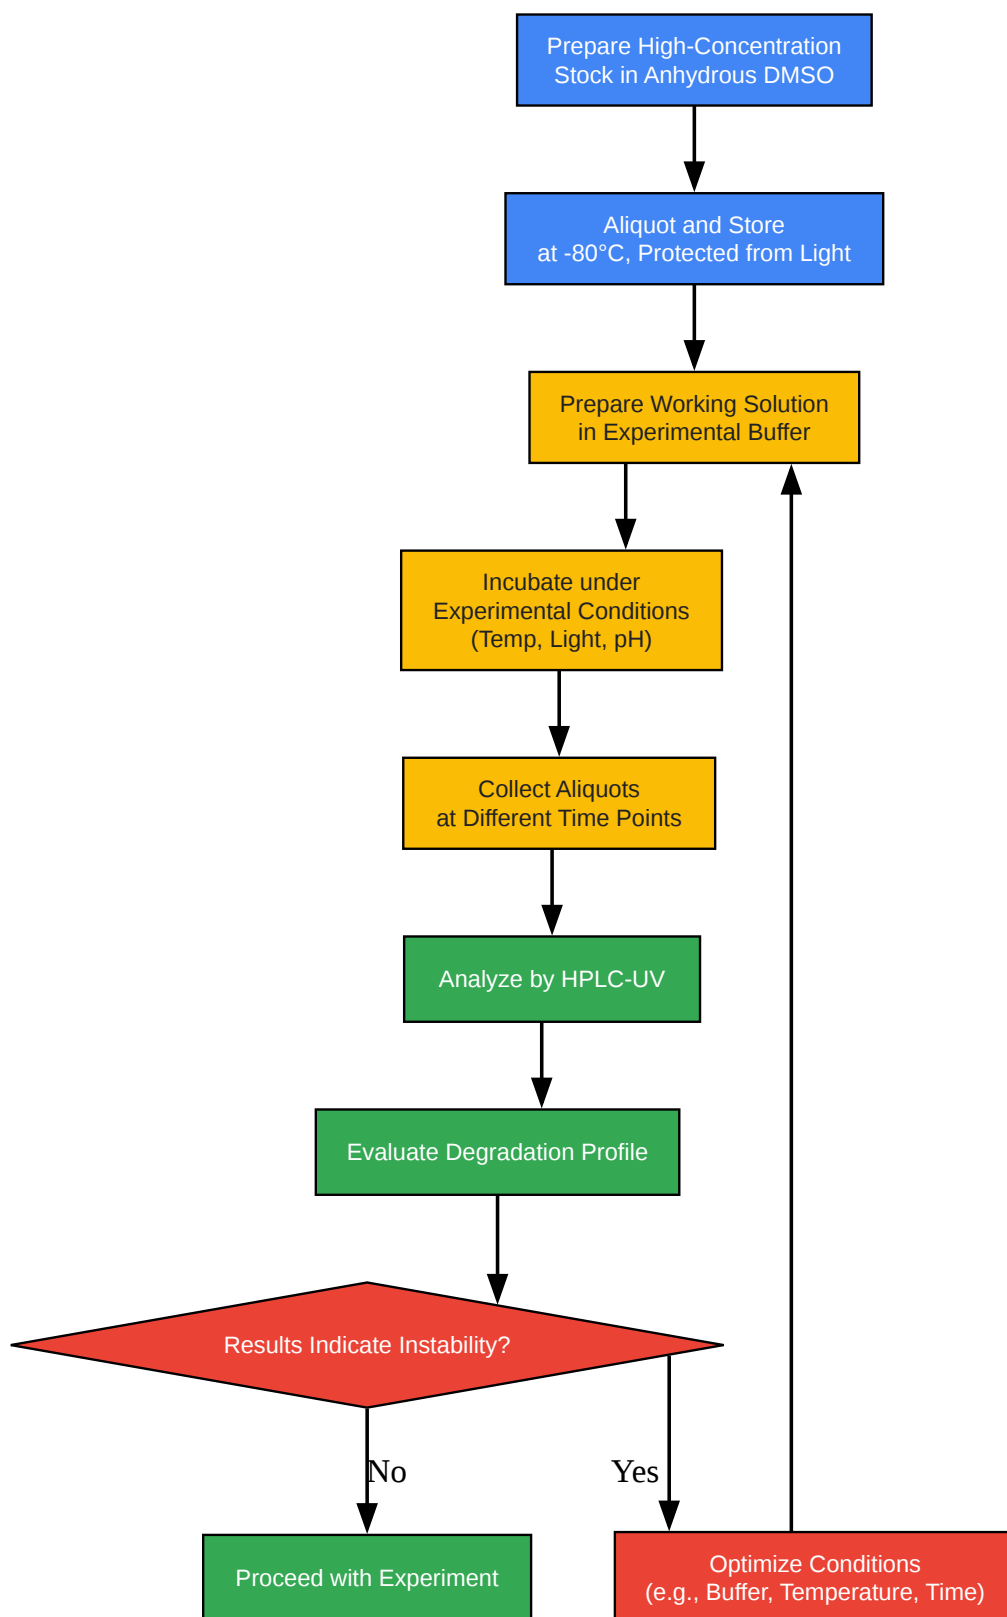 Prepare High-Concentration
Stock in Anhydrous DMSO
Aliquot and Store
at -80°C, Protected from Light
Prepare Working Solution
in Experimental Buffer
Incubate under
Experimental Conditions
(Temp, Light, pH)
Collect Aliquots
at Different Time Points
Analyze by HPLC-UV
Evaluate Degradation Profile
Results Indicate Instability?
No
Yes
Proceed with Experiment
Optimize Conditions
(e.g., Buffer, Temperature, Time)